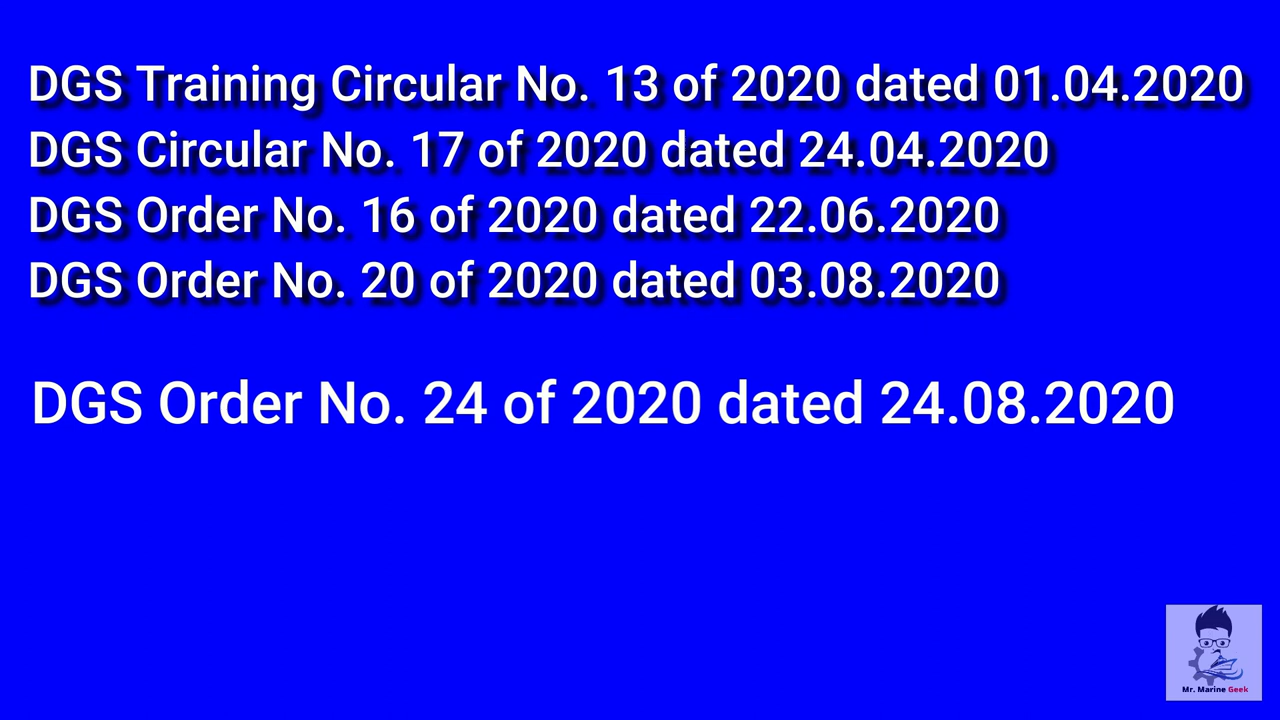 DGS Training Circular No. 13 of 2020 dated 01.04.2020
DGS Circular No. 17 of 2020 dated 24.04.2020
DGS Order No. 16 of 2020 dated 22.06.2020
DGS Order No. 20 of 2020 dated 03.08.2020
DGS Order No. 24 of 2020 dated 24.08.2020
Mr. Marine Geek